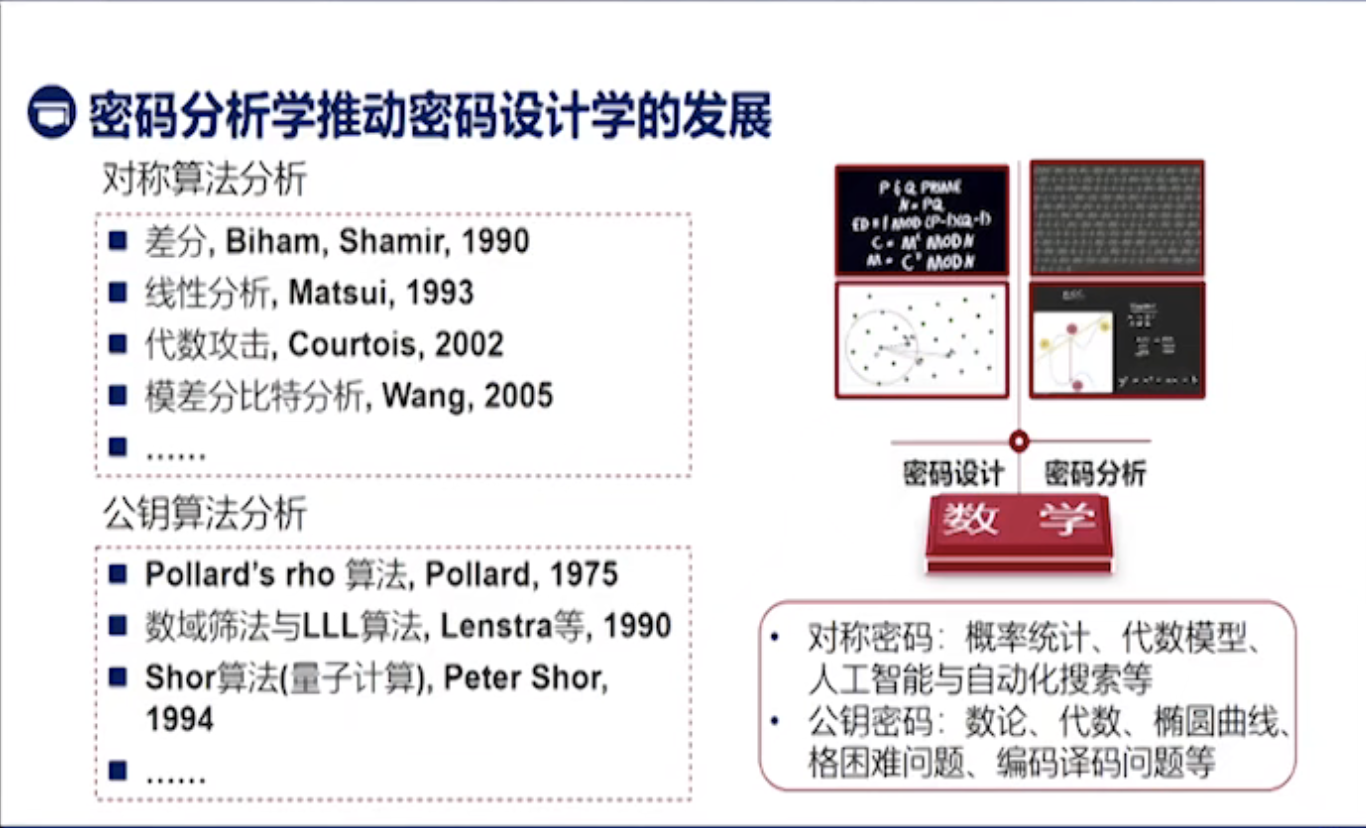 密码分析学推动密码设计学的发展
对称算法分析
■ 差分, Biham, Shamir, 1990
■ 线性分析, Matsui, 1993
■ 代数攻击, Courtois, 2002
■ 模差分比特分析, Wang, 2005
■ ......
公钥算法分析
■ Pollard's rho 算法, Pollard, 1975
■ 数域筛法与LLL算法, Lenstra等, 1990
■ Shor算法(量子计算), Peter Shor,
1994
■ ......
P & Q PRIME
N = PQ
ED = 1 MOD (P-1)(Q-1)
C = M^E MOD N
M = C^D MOD N
密码设计 密码分析
数 学
• 对称密码：概率统计、代数模型、
人工智能与自动化搜索等
• 公钥密码：数论、代数、椭圆曲线、
格困难问题、编码译码问题等